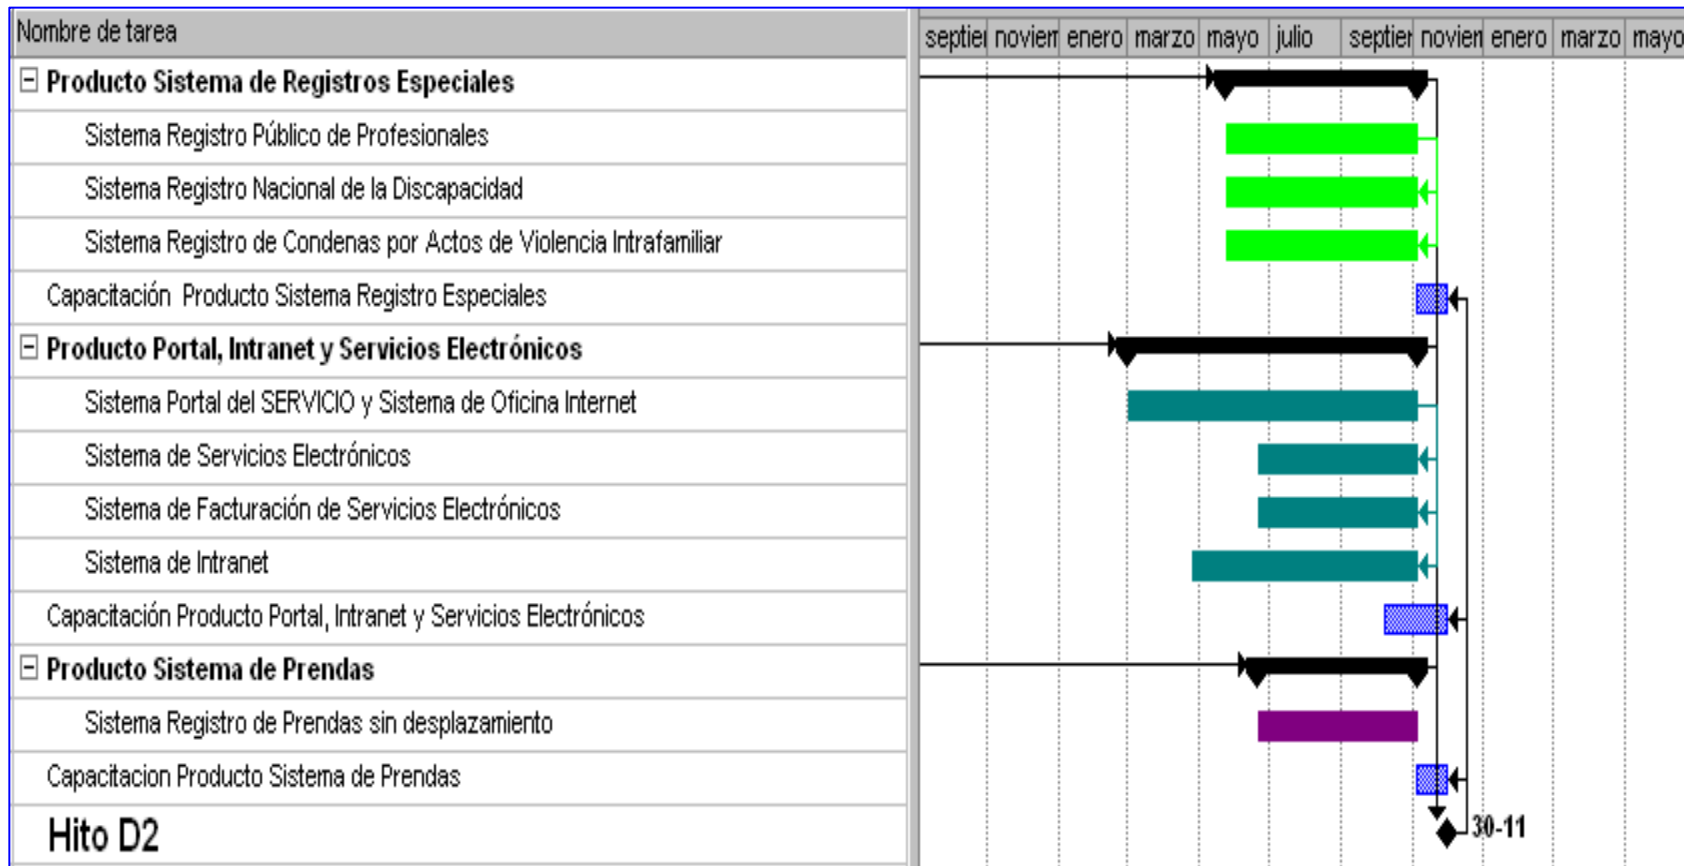 Nombre de tarea
septiei noviem enero marzo mayo julio septier novien enero marzo mayo
Producto Sistema de Registros Especiales
Sistema Registro Público de Profesionales
Sistema Registro Nacional de la Discapacidad
Sistema Registro de Condenas por Actos de Violencia Intrafamiliar
Capacitación Producto Sistema Registro Especiales
Producto Portal, Intranet y Servicios Electrónicos
Sistema Portal del SERVICIO y Sistema de Oficina Internet
Sistema de Servicios Electrónicos
Sistema de Facturación de Servicios Electrónicos
Sistema de Intranet
Capacitación Producto Portal, Intranet y Servicios Electrónicos
Producto Sistema de Prendas
Sistema Registro de Prendas sin desplazamiento
Capacitacion Producto Sistema de Prendas
Hito D2
30-11